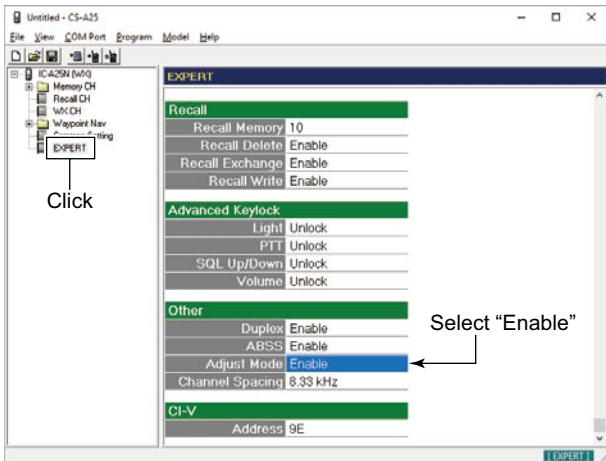 Untitled - CS-A25
File View COM Port Program Model Help
IC-A25N (WX)
Memory CH
Recall CH
WX CH
Waypoint Nav
Setting
EXPERT
Click
EXPERT
Recall
Recall Memory 10
Recall Delete Enable
Recall Exchange Enable
Recall Write Enable
Advanced Keylock
Light Unlock
PTT Unlock
SQL Up/Down Unlock
Volume Unlock
Other
Duplex Enable
ABSS Enable
Adjust Mode Enable
Channel Spacing 8.33 kHz
Select “Enable”
CI-V
Address 9E
[ EXPERT ]